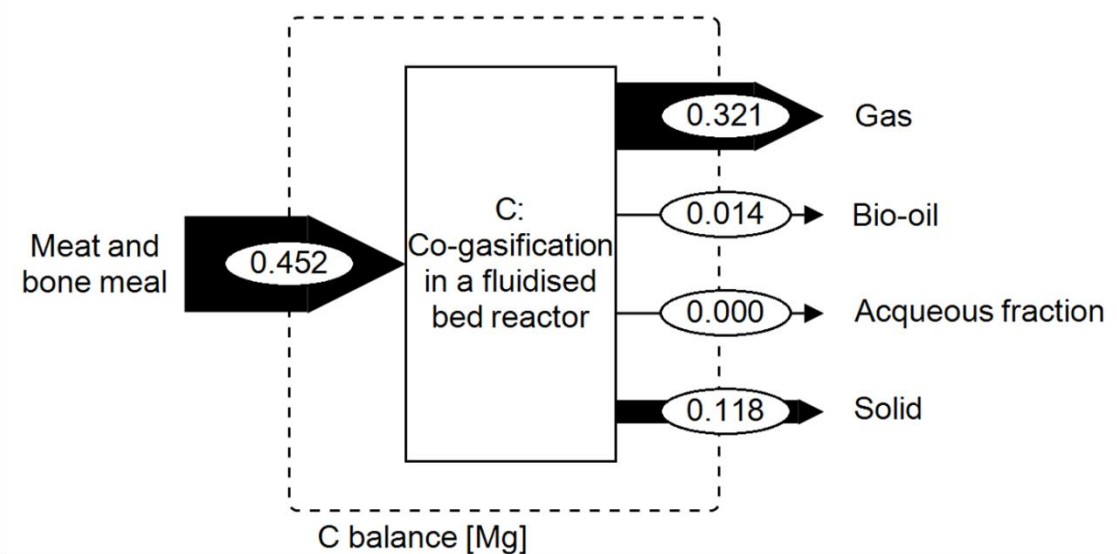 Meat and
bone meal
0.452
C:
Co-gasification
in a fluidised
bed reactor
0.321
Gas
0.014
Bio-oil
0.000
Acqueous fraction
0.118
Solid
C balance [Mg]